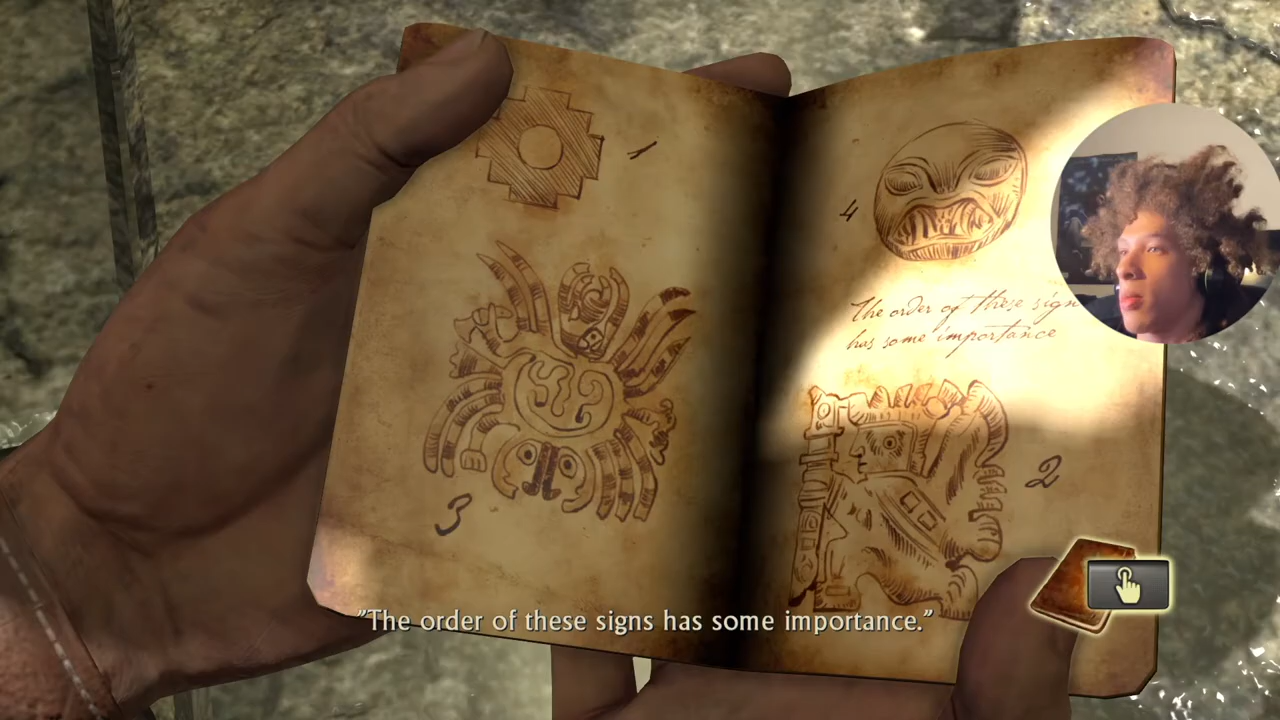 1
4
The order of these sign
has some importance
3
2
"The order of these signs has some importance."